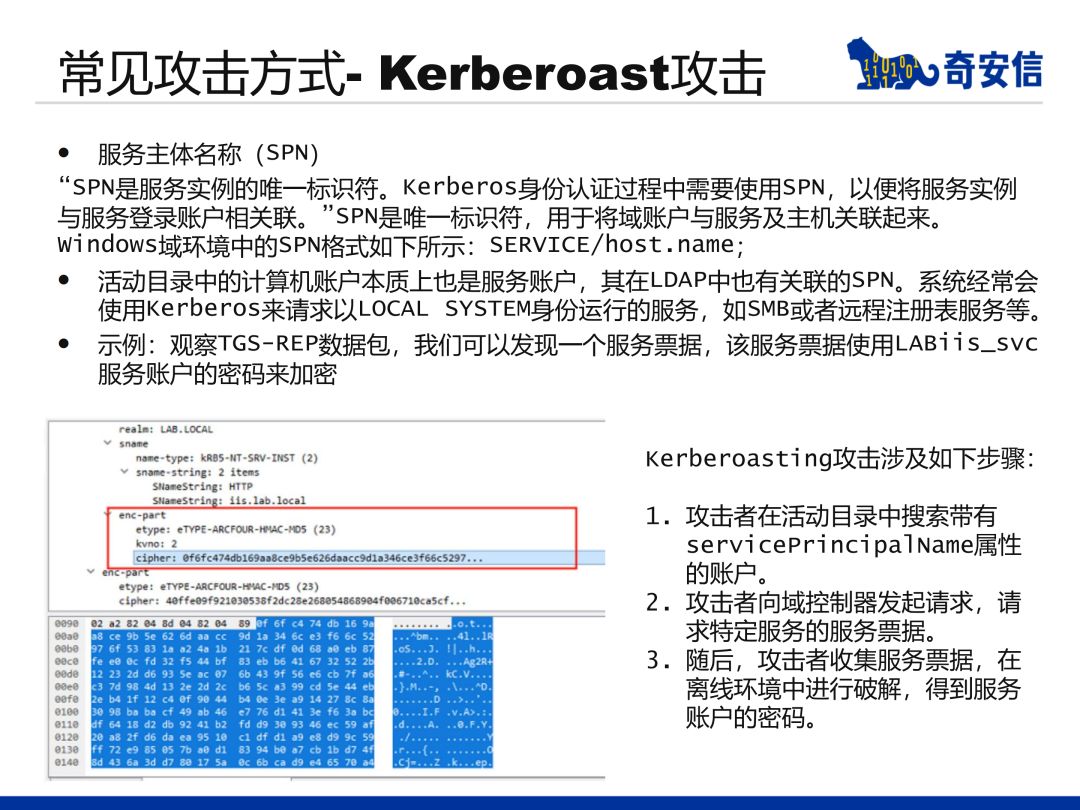 常见攻击方式- Kerberoast攻击
奇安信
• 服务主体名称（SPN）
“SPN是服务实例的唯一标识符。Kerberos身份认证过程中需要使用SPN，以便将服务实例
与服务登录账户相关联。”SPN是唯一标识符，用于将域账户与服务及主机关联起来。
Windows域环境中的SPN格式如下所示：SERVICE/host.name；
• 活动目录中的计算机账户本质上也是服务账户，其在LDAP中也有关联的SPN。系统经常会
使用Kerberos来请求以LOCAL SYSTEM身份运行的服务，如SMB或者远程注册表服务等。
• 示例：观察TGS-REP数据包，我们可以发现一个服务票据，该服务票据使用LABiis_svc
服务账户的密码来加密
realm: LAB.LOCAL
sname
name-type: kRB5-NT-SRV-INST (2)
sname-string: 2 items
SNameString: HTTP
SNameString: iis.lab.local
enc-part
etype: eTYPE-ARCFOUR-HMAC-MD5 (23)
kvno: 2
cipher: 0f6fc474db169aa8ce9b5e626daacc9d1a346ce3f66c5297...
enc-part
etype: eTYPE-ARCFOUR-HMAC-MD5 (23)
cipher: 40ffe09f921030538f2dc28e268054868904f006710ca5cf...
0090 02 a2 82 04 8d 04 82 04 89 0f 6f c4 74 db 16 9a ........ ..o.t...
00a0 a8 ce 9b 5e 62 6d aa cc 9d 1a 34 6c e3 f6 6c 52 ...^bm.. ..4l..lR
00b0 97 6f 53 83 1a a2 4a 1b 21 7c df 0d 68 a0 eb 87 .oS...J. !|..h...
00c0 fe e0 0c fd 32 f5 44 bf 83 eb b6 41 67 32 52 2b ....2.D. ...Ag2R+
00d0 12 23 2d d6 93 5e ac 07 6b 43 9f 56 e6 cb 7f a6 .#-..^.. kC.V....
00e0 c3 7d 98 4d 13 2e 2d 2c b6 5c a3 99 cd 5e 44 eb .}.M..-, .\...^D.
00f0 2e b4 1f 12 c4 0f 90 44 b4 0e 3e a9 14 27 8c 8a .......D ..>..'..
0100 30 98 ba ba cf 49 ab 46 e7 76 d1 41 3e f6 3a bc 0....I.F .v.A>.:.
0110 df 64 18 d2 db 92 41 b2 fd d9 30 93 46 ec 59 af .d....A. ..0.F.Y.
0120 20 a8 2f d6 da ea 95 10 c1 df d1 a9 e8 d9 9c 59 ./..... .......Y
0130 ff 72 e9 85 05 7b a0 d1 83 94 b0 a7 cb 1b d7 4f .r...{.. .......O
0140 8d 43 6a 3d d7 80 17 5a 0c 6b ca d9 e4 65 70 a4 .Cj=...Z .k...ep.
Kerberoasting攻击涉及如下步骤：
1. 攻击者在活动目录中搜索带有
servicePrincipalName属性
的账户。
2. 攻击者向域控制器发起请求，请
求特定服务的服务票据。
3. 随后，攻击者收集服务票据，在
离线环境中进行破解，得到服务
账户的密码。